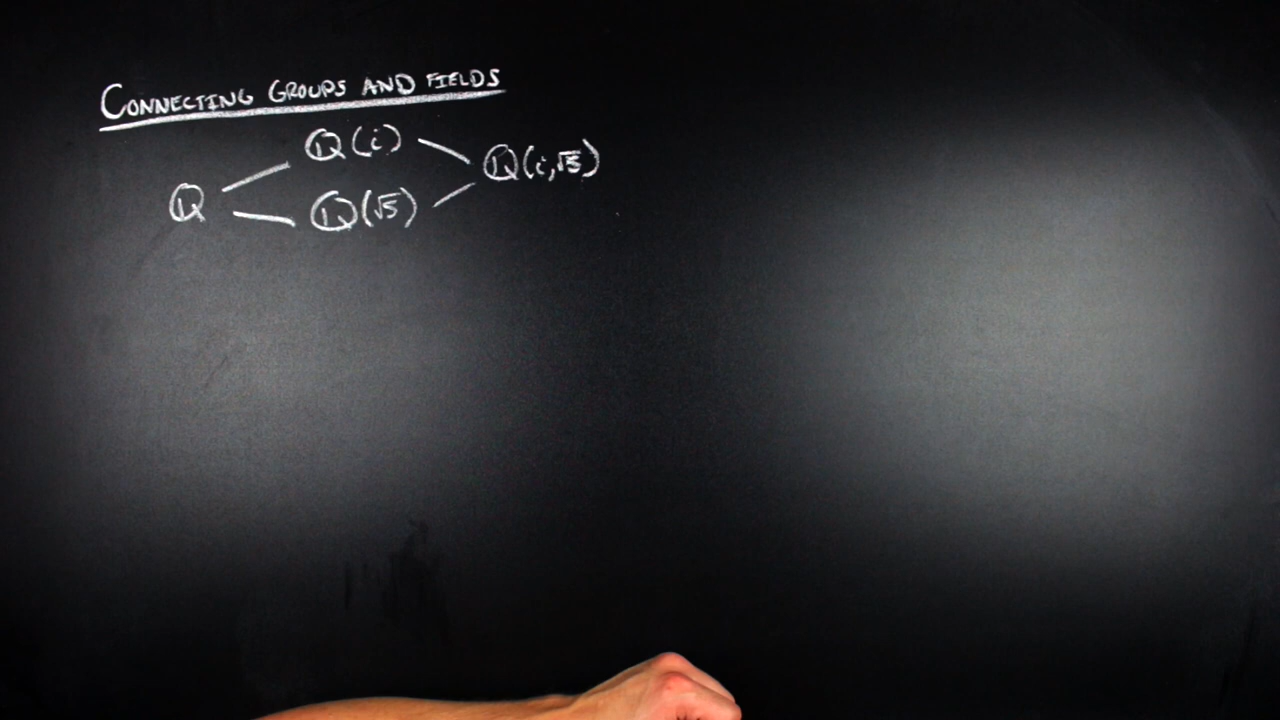 CONNECTING GROUPS AND FIELDS
ℚ(i)
ℚ(i,√5)
ℚ
ℚ(√5)